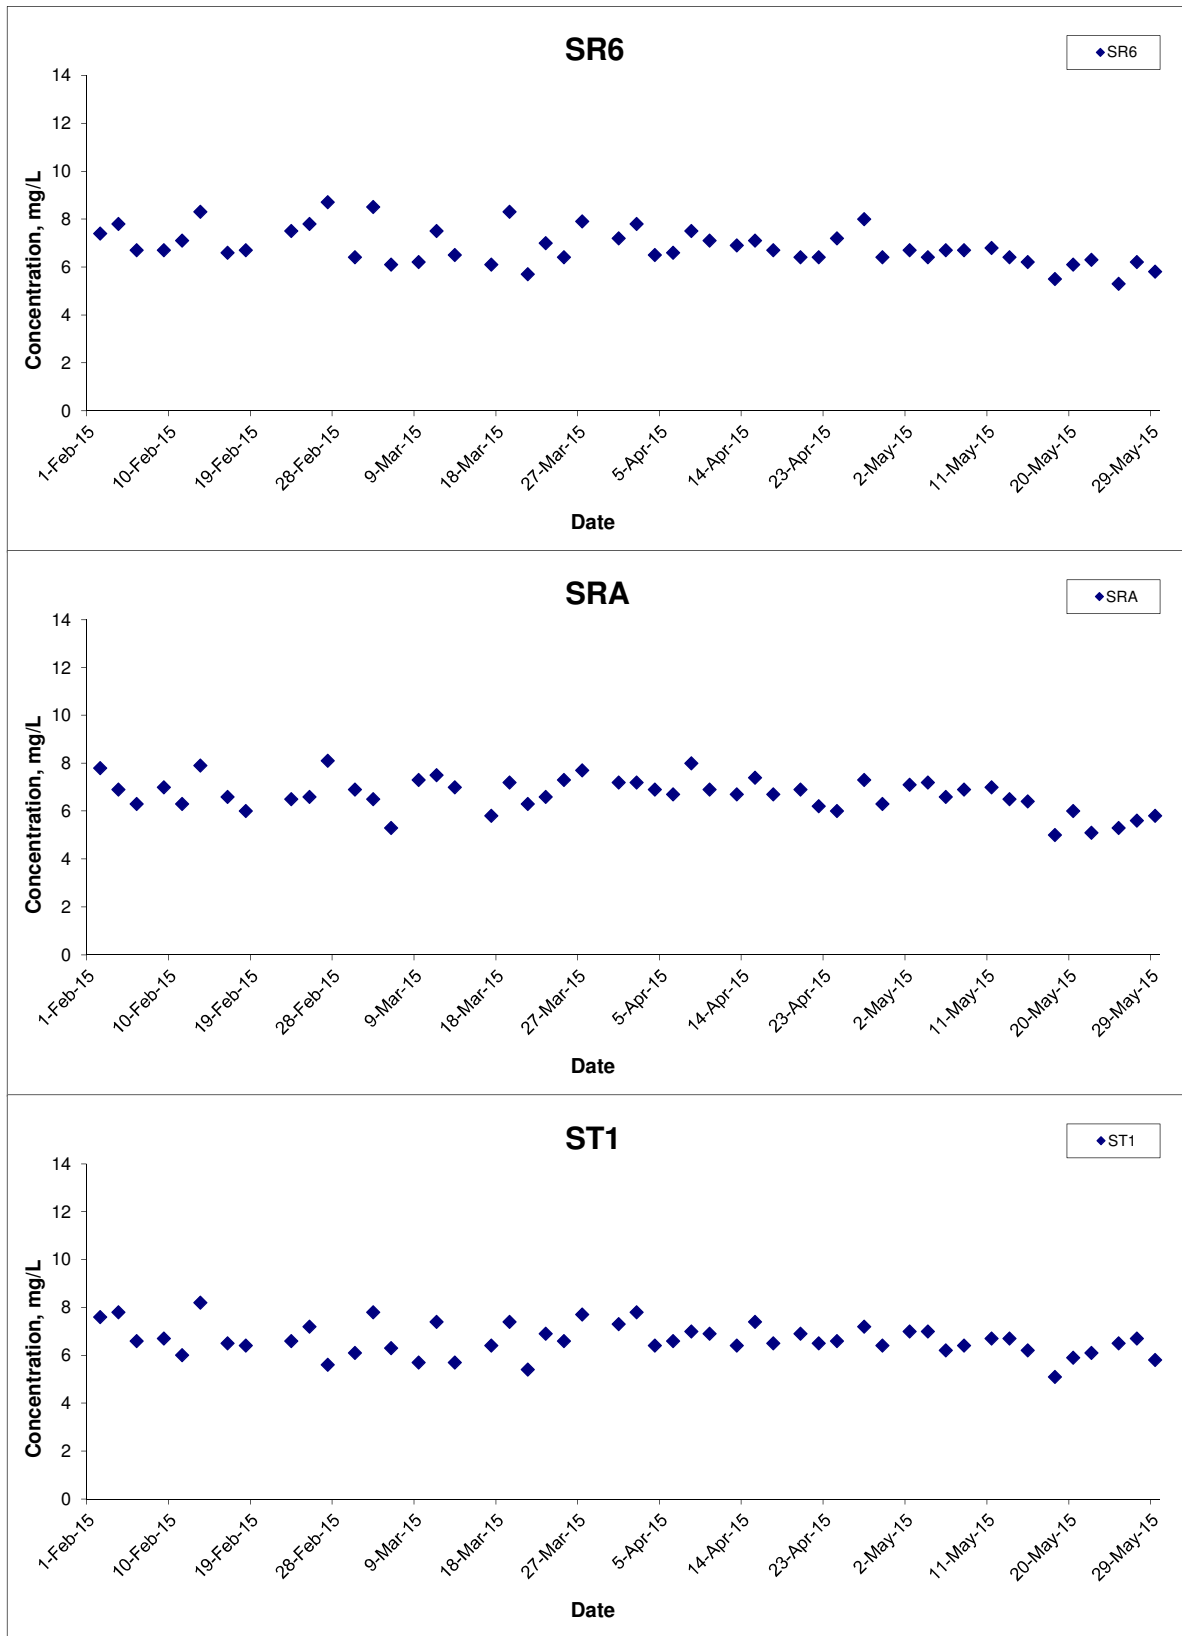 SR6
SR6
14
12
10
8
6
4
2
0
Concentration, mg/L
1-Feb-15
10-Feb-15
19-Feb-15
28-Feb-15
9-Mar-15
18-Mar-15
27-Mar-15
5-Apr-15
14-Apr-15
23-Apr-15
2-May-15
11-May-15
20-May-15
29-May-15
Date
SRA
SRA
14
12
10
8
6
4
2
0
Concentration, mg/L
1-Feb-15
10-Feb-15
19-Feb-15
28-Feb-15
9-Mar-15
18-Mar-15
27-Mar-15
5-Apr-15
14-Apr-15
23-Apr-15
2-May-15
11-May-15
20-May-15
29-May-15
Date
ST1
ST1
14
12
10
8
6
4
2
0
Concentration, mg/L
1-Feb-15
10-Feb-15
19-Feb-15
28-Feb-15
9-Mar-15
18-Mar-15
27-Mar-15
5-Apr-15
14-Apr-15
23-Apr-15
2-May-15
11-May-15
20-May-15
29-May-15
Date